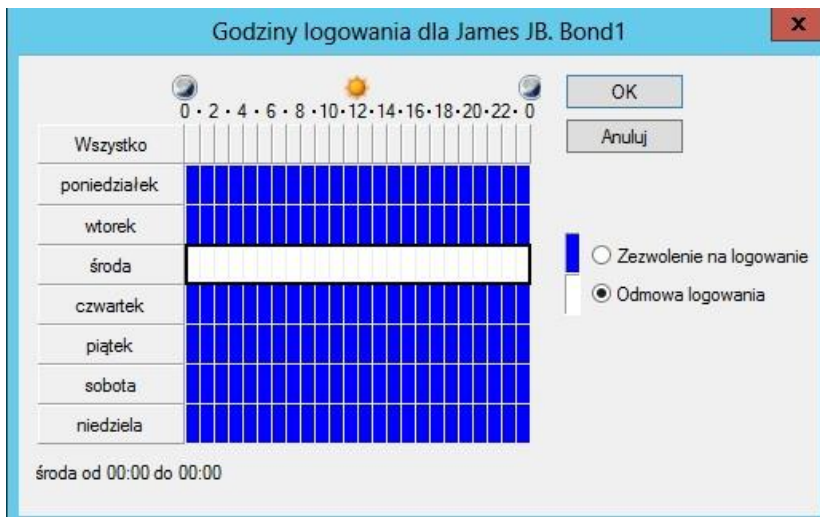 Godziny logowania dla James JB. Bond1
x
0 · 2 · 4 · 6 · 8 · 10 · 12 · 14 · 16 · 18 · 20 · 22 · 0
OK
Anuluj
Wszystko
poniedziałek
wtorek
środa
czwartek
piątek
sobota
niedziela
Zezwolenie na logowanie
Odmowa logowania
środa od 00:00 do 00:00